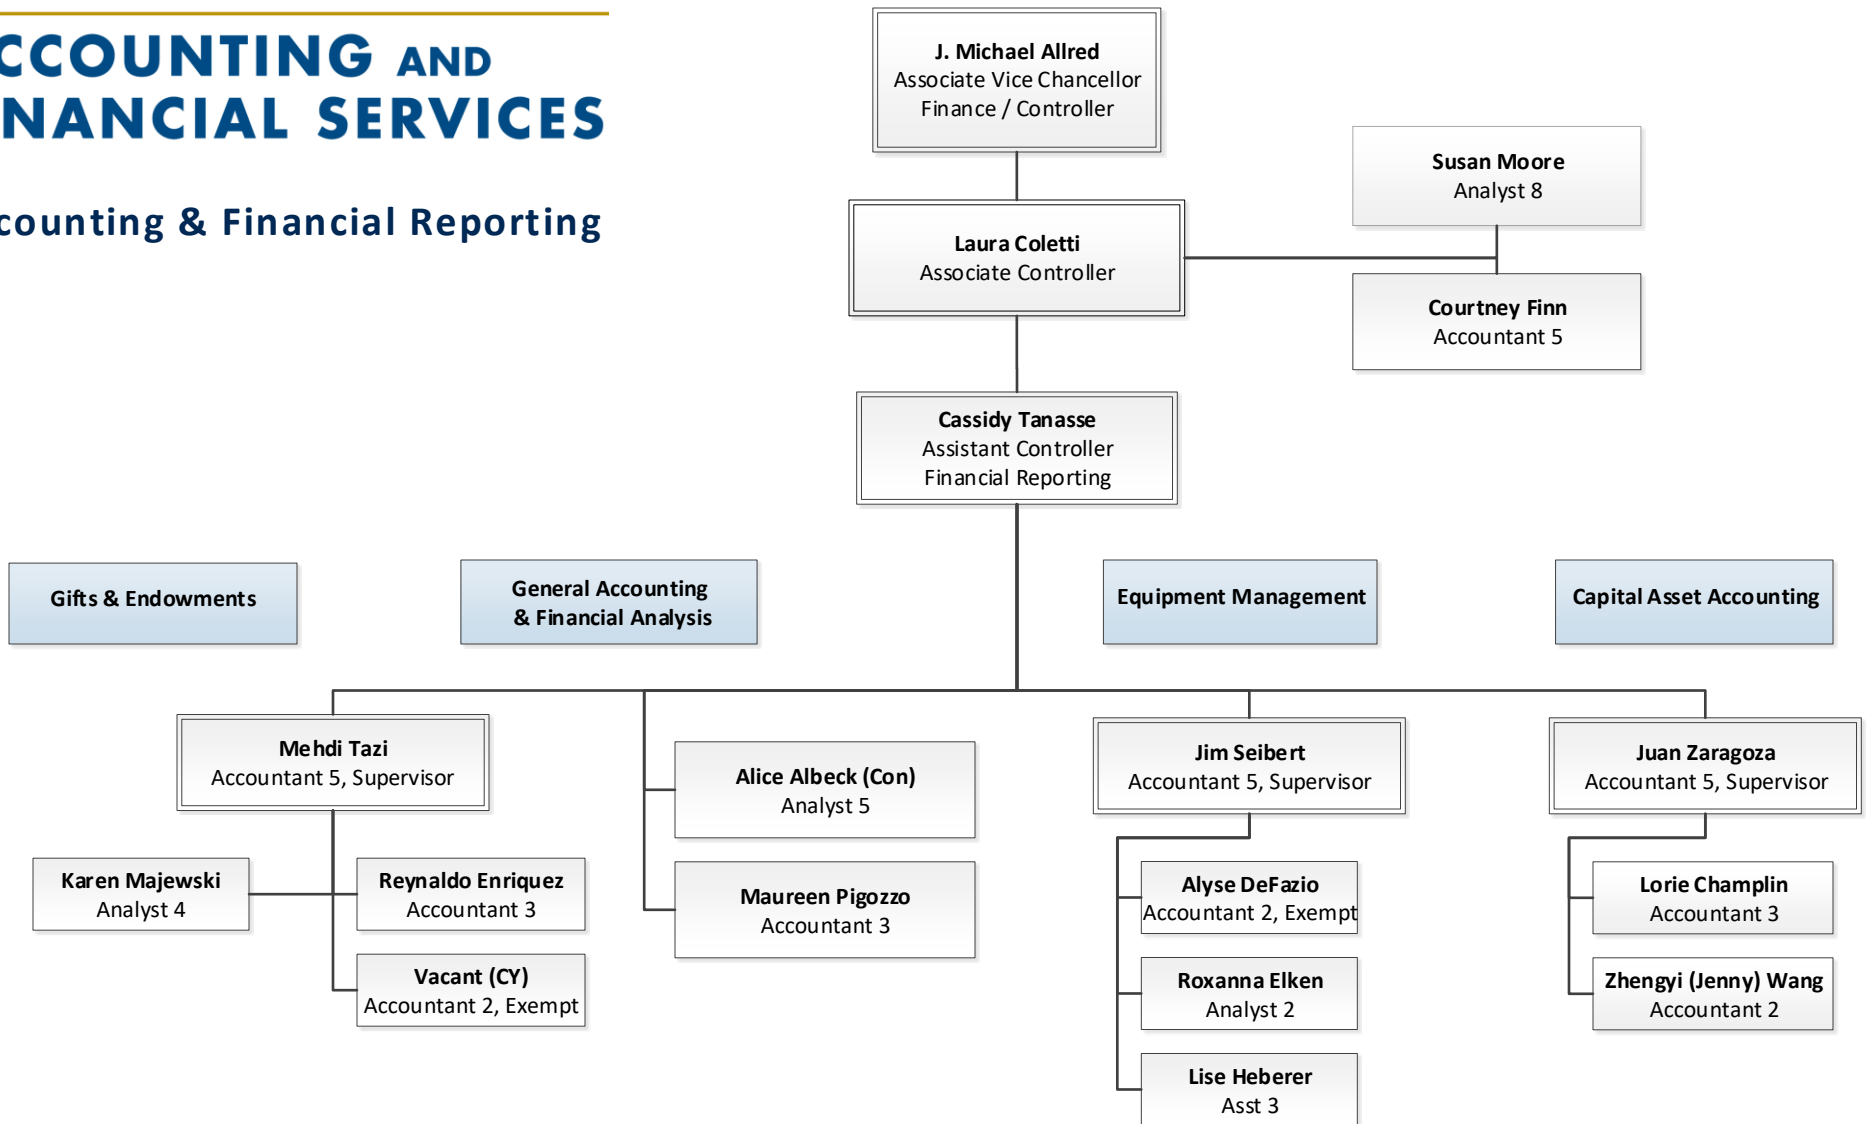 CCOUNTING AND
NANCIAL SERVICES
counting & Financial Reporting
J. Michael Allred
Associate Vice Chancellor
Finance / Controller
Susan Moore
Analyst 8
Laura Coletti
Associate Controller
Courtney Finn
Accountant 5
Cassidy Tanasse
Assistant Controller
Financial Reporting
Gifts & Endowments
General Accounting
& Financial Analysis
Equipment Management
Capital Asset Accounting
Mehdi Tazi
Accountant 5, Supervisor
Karen Majewski
Analyst 4
Reynaldo Enriquez
Accountant 3
Vacant (CY)
Accountant 2, Exempt
Alice Albeck (Con)
Analyst 5
Maureen Pigozzo
Accountant 3
Jim Seibert
Accountant 5, Supervisor
Alyse DeFazio
Accountant 2, Exempt
Roxanna Elken
Analyst 2
Lise Heberer
Asst 3
Juan Zaragoza
Accountant 5, Supervisor
Lorie Champlin
Accountant 3
Zhengyi (Jenny) Wang
Accountant 2